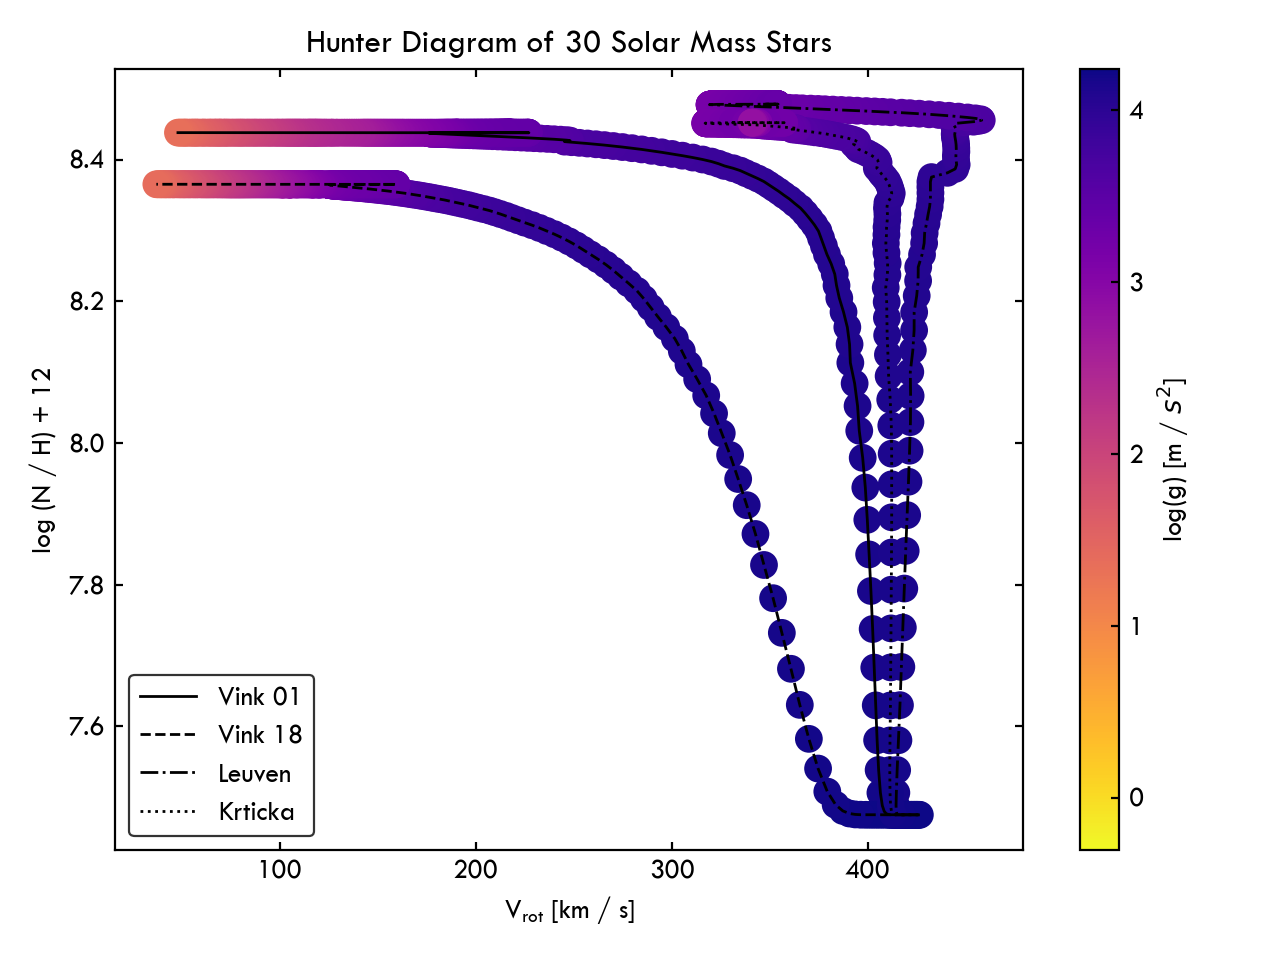 Hunter Diagram of 30 Solar Mass Stars
log (N / H) + 12
8.4
8.2
8.0
7.8
7.6
100
200
300
400
V_rot [km / s]
Vink 01
Vink 18
Leuven
Krticka
4
3
2
1
0
log(g) [m / s²]